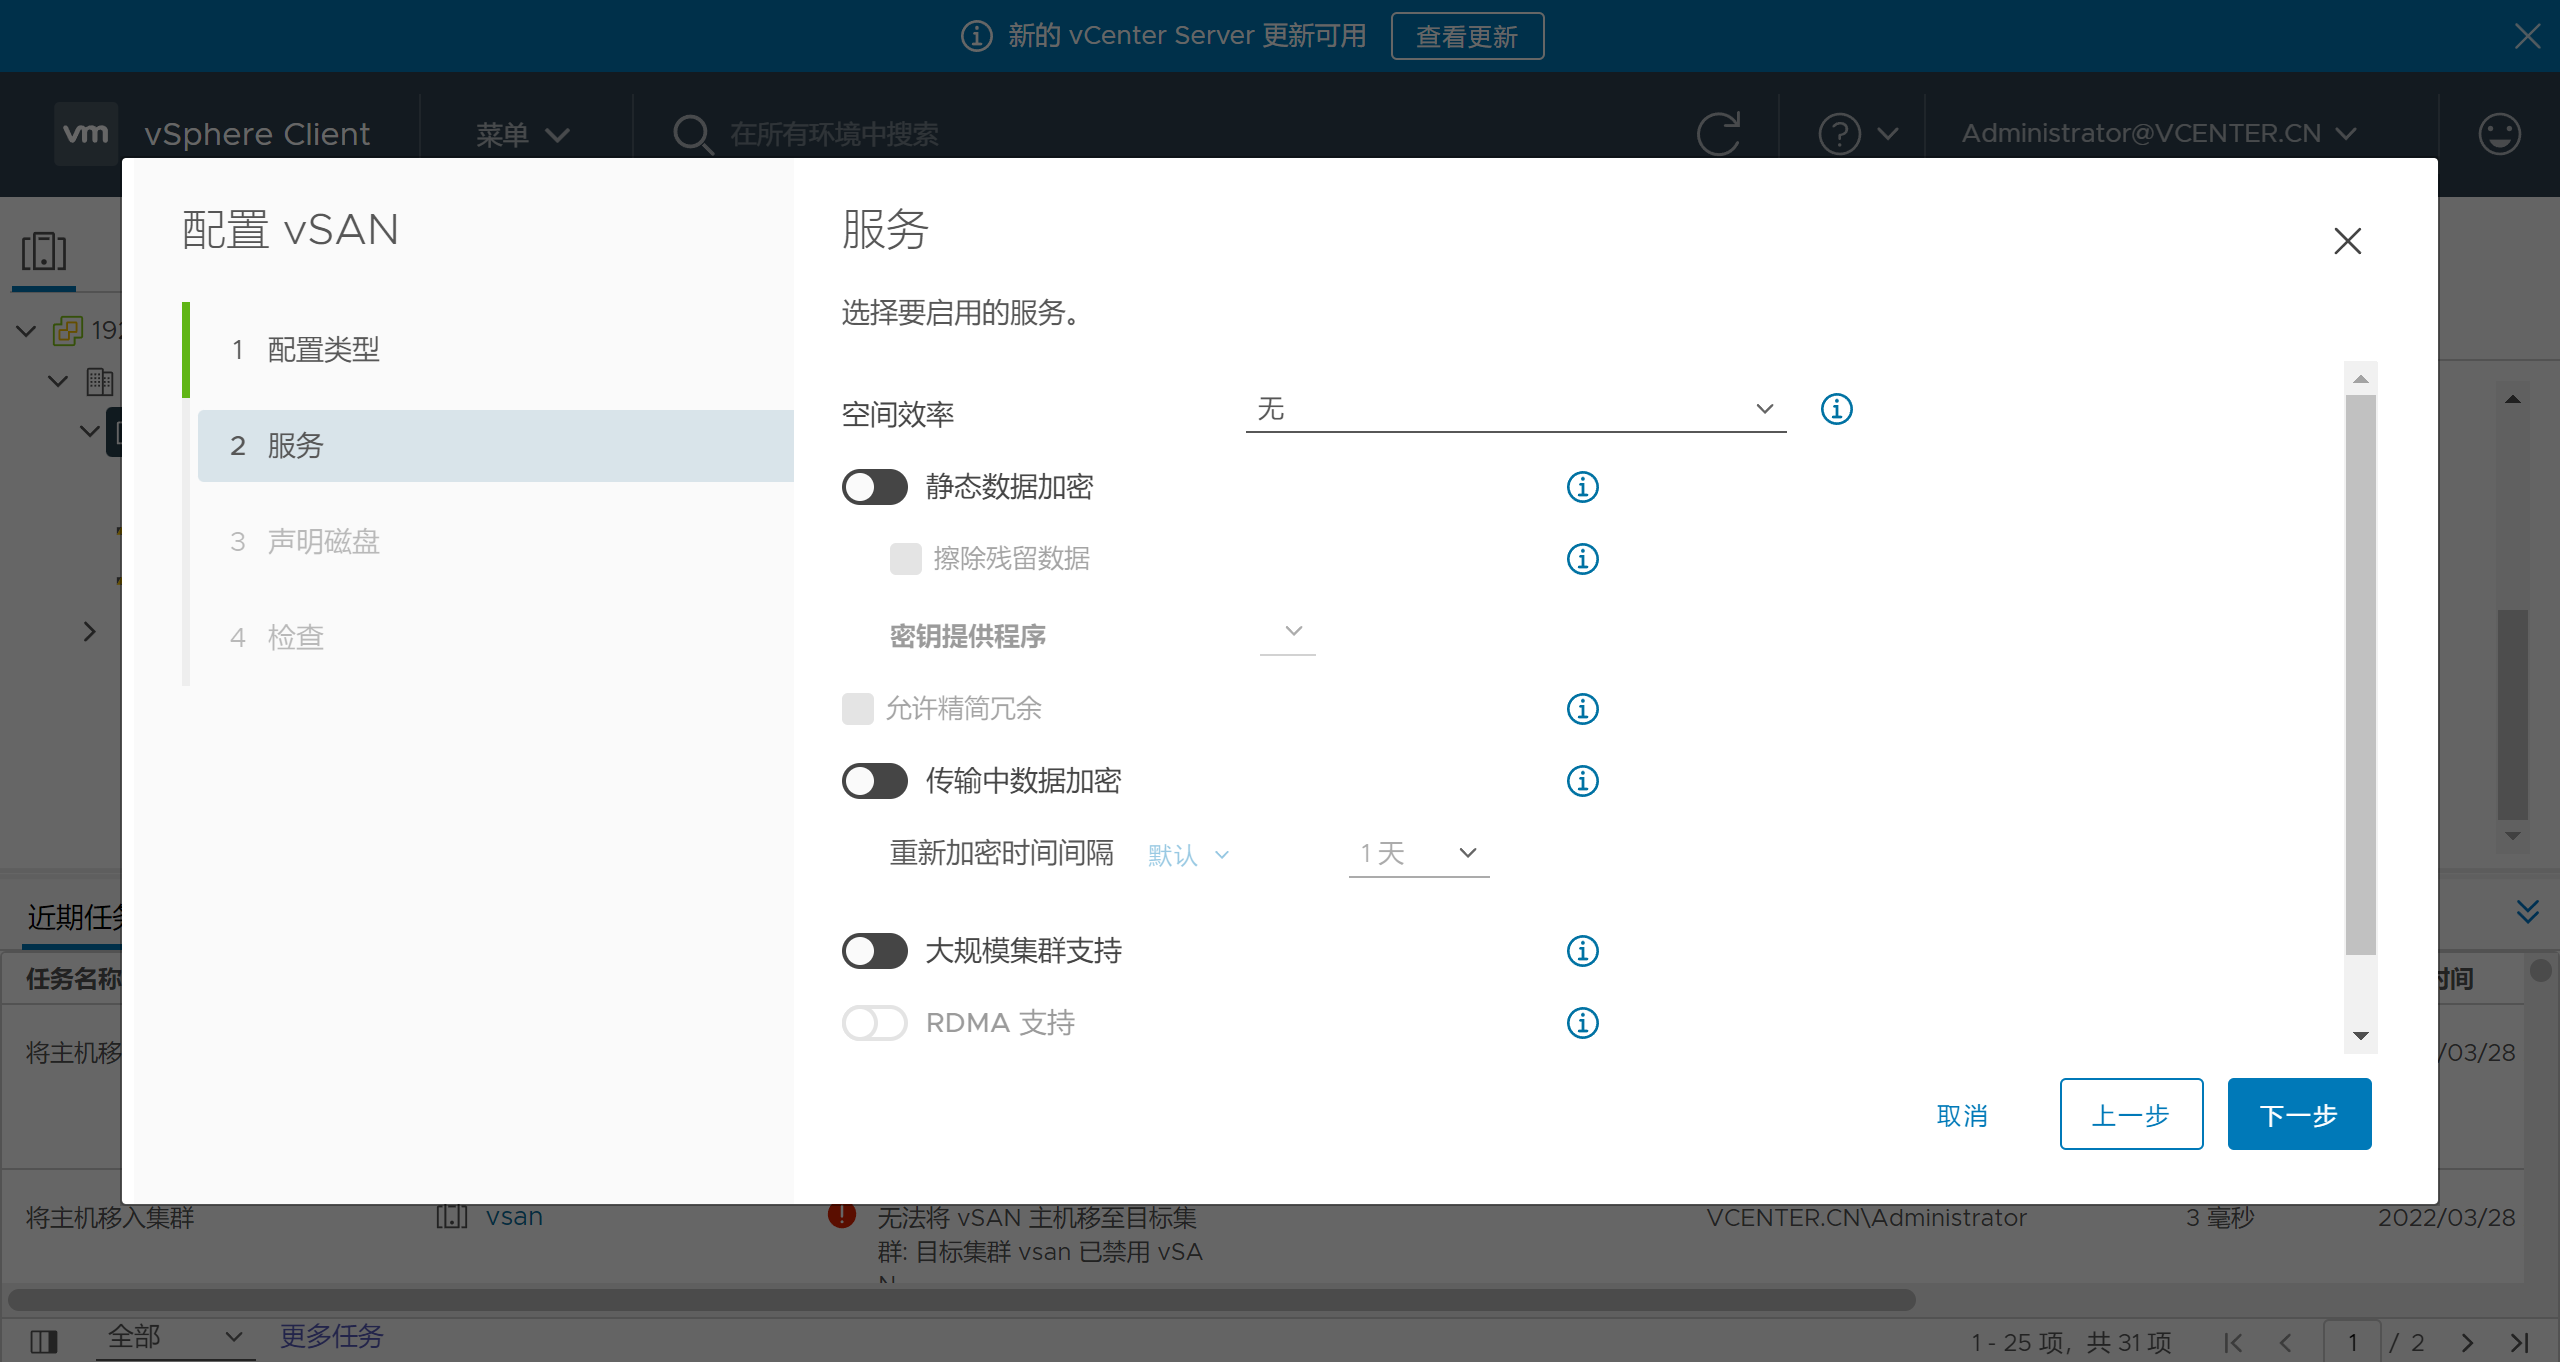 新的 vCenter Server 更新可用
查看更新
vm
vSphere Client
菜单
在所有环境中搜索
Administrator@VCENTER.CN
配置 vSAN
1 配置类型
2 服务
3 声明磁盘
4 检查
服务
选择要启用的服务。
空间效率
无
静态数据加密
擦除残留数据
密钥提供程序
允许精简冗余
传输中数据加密
重新加密时间间隔
默认
1 天
大规模集群支持
RDMA 支持
取消
上一步
下一步
192
近期任务
任务名称
时间
将主机移
/03/28
将主机移入集群
vsan
无法将 vSAN 主机移至目标集
群: 目标集群 vsan 已禁用 vSA
N
VCENTER.CN\Administrator
3 毫秒
2022/03/28
全部
更多任务
1 - 25 项，共 31 项
1 / 2